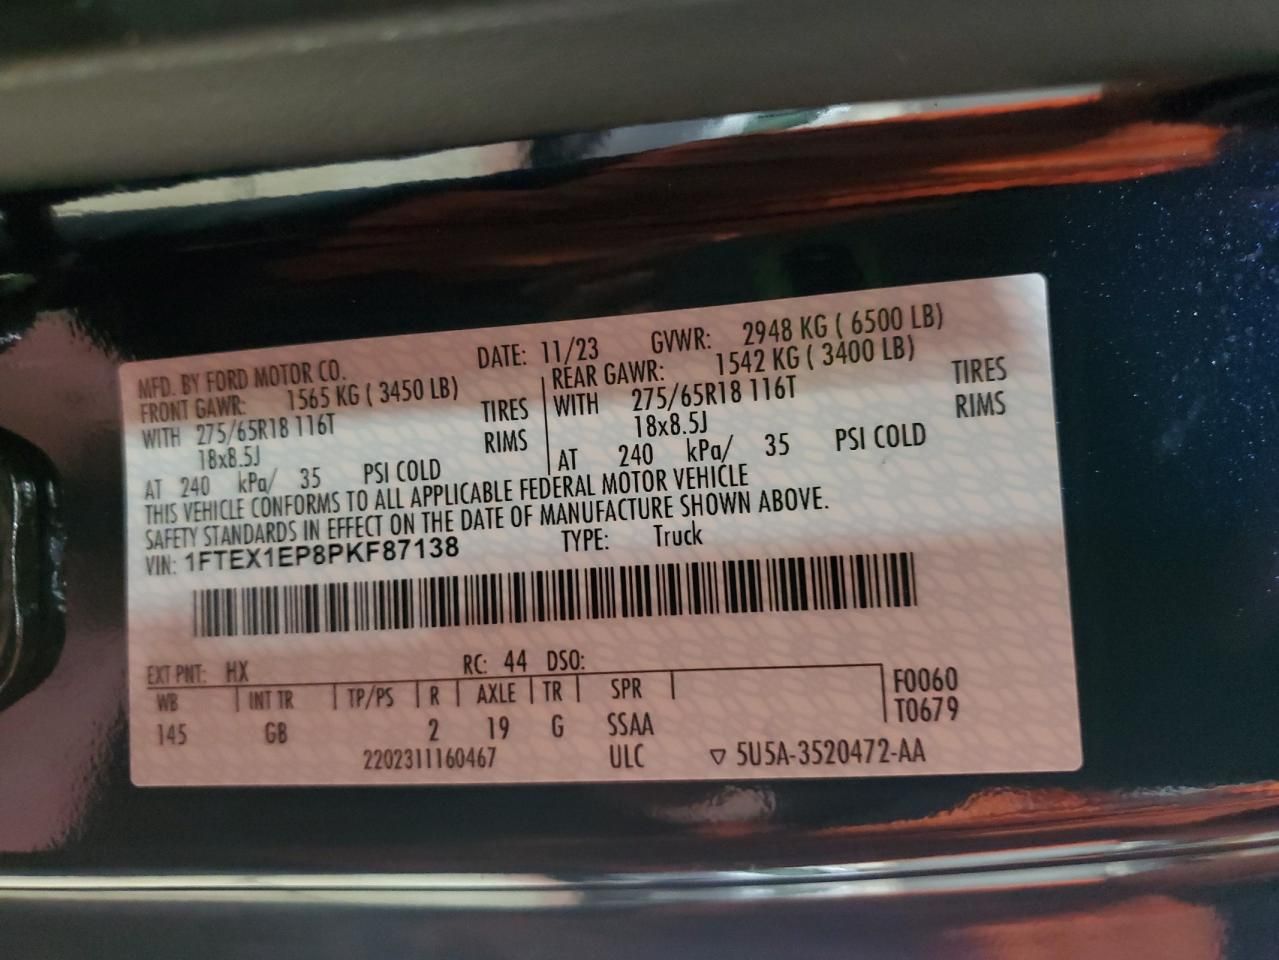 MFD. BY FORD MOTOR CO. DATE: 11/23 GVWR: 2948 KG ( 6500 LB)
FRONT GAWR: 1565 KG ( 3450 LB) REAR GAWR: 1542 KG ( 3400 LB)
WITH 275/65R18 116T TIRES WITH 275/65R18 116T TIRES
18x8.5J RIMS 18x8.5J RIMS
AT 240 kPa/ 35 PSI COLD AT 240 kPa/ 35 PSI COLD
THIS VEHICLE CONFORMS TO ALL APPLICABLE FEDERAL MOTOR VEHICLE
SAFETY STANDARDS IN EFFECT ON THE DATE OF MANUFACTURE SHOWN ABOVE.
VIN: 1FTEX1EP8PKF87138 TYPE: Truck
EXT PNT: HX RC: 44 DSO:
WB INT TR TP/PS R AXLE TR SPR F0060
145 GB 2 19 G SSAA T0679
2202311160467 ULC ▽ 5U5A-3520472-AA